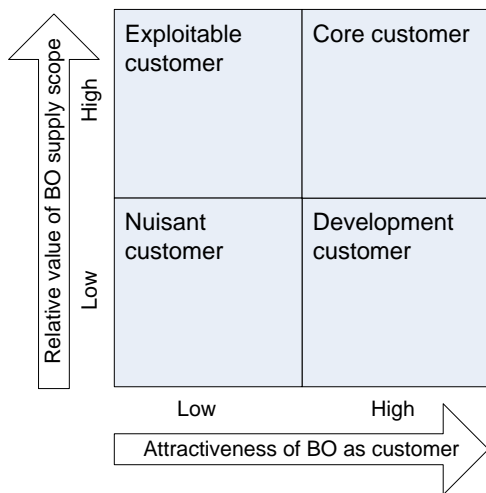 Exploitable
customer
Core customer
Nuisant
customer
Development
customer
Relative value of BO supply scope
High
Low
Low
High
Attractiveness of BO as customer